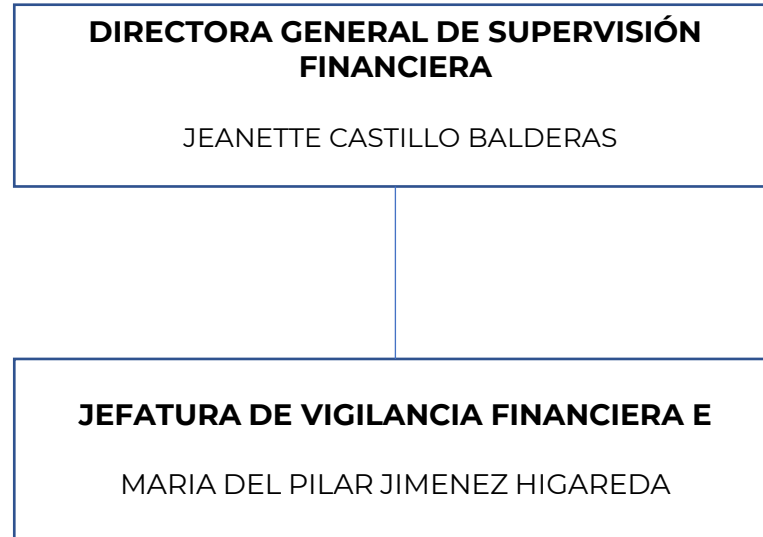 DIRECTORA GENERAL DE SUPERVISIÓN
FINANCIERA
JEANETTE CASTILLO BALDERAS
JEFATURA DE VIGILANCIA FINANCIERA E
MARIA DEL PILAR JIMENEZ HIGAREDA